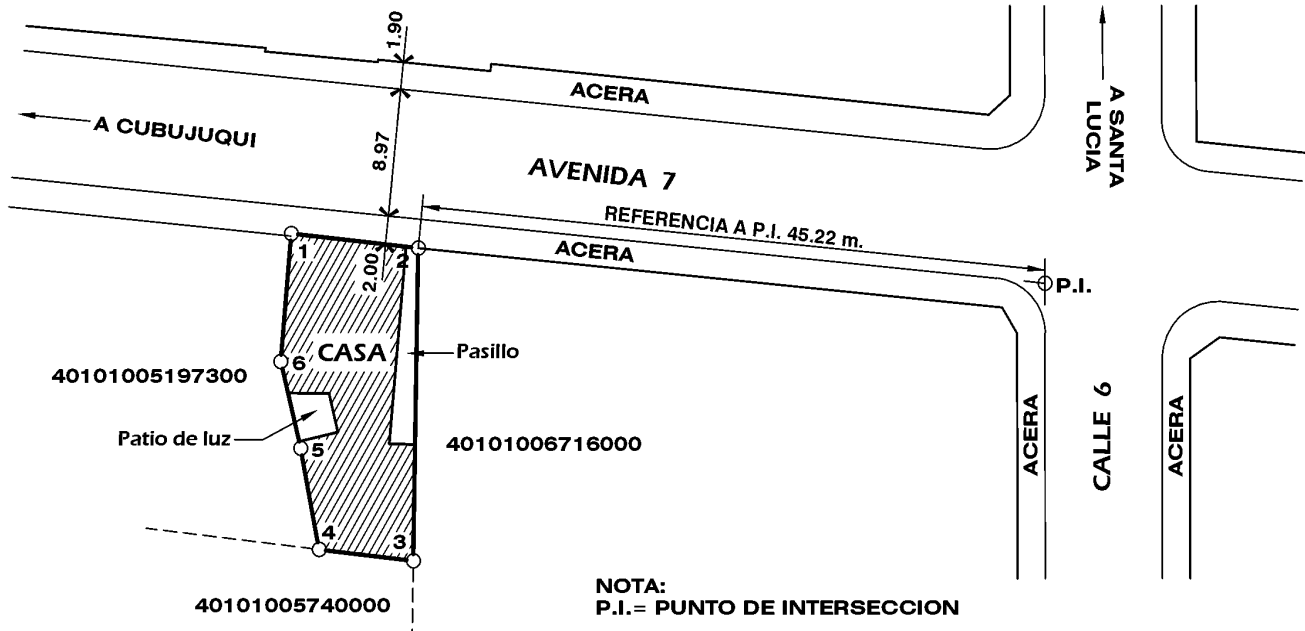 1.90
ACERA
A SANTA
LUCIA
A CUBUJUQUI
8.97
AVENIDA 7
REFERENCIA A P.I. 45.22 m.
1
2
2.00
ACERA
P.I.
CASA
Pasillo
6
40101005197300
Patio de luz
5
40101006716000
ACERA
CALLE 6
ACERA
4
3
40101005740000
NOTA:
P.I.= PUNTO DE INTERSECCION